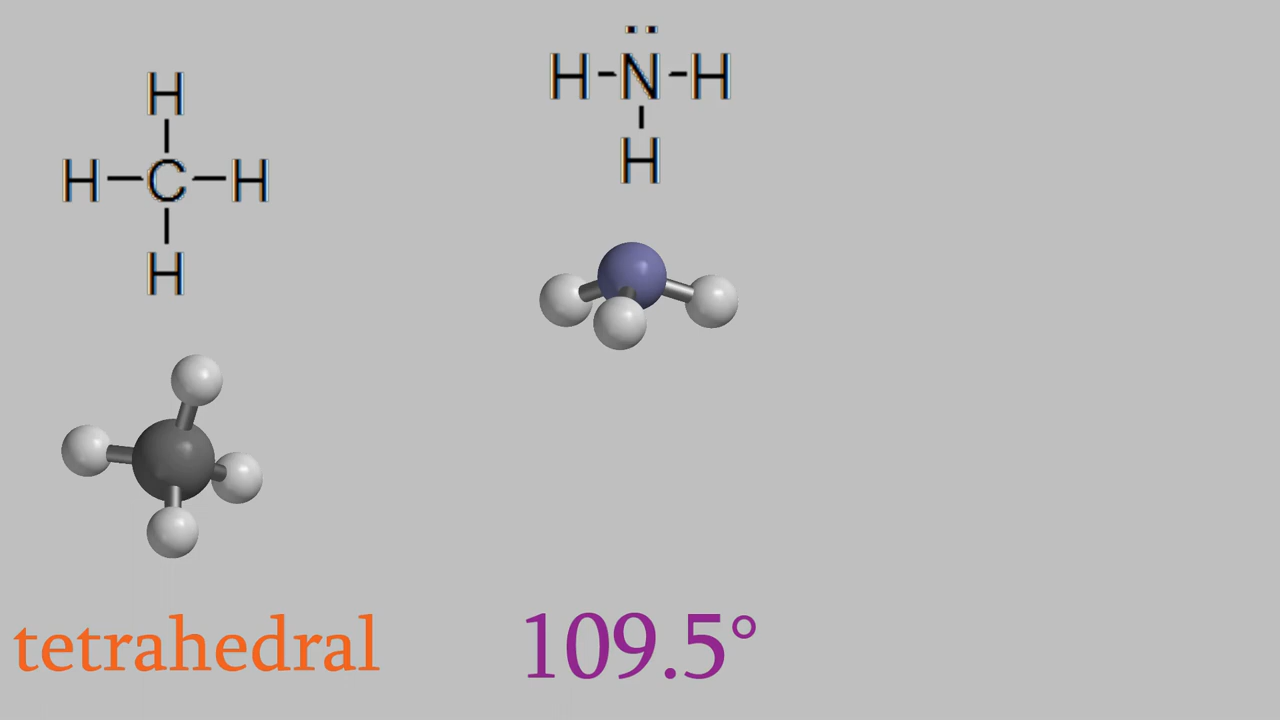 H
H–C–H
H
··
H–N–H
H
tetrahedral
109.5°